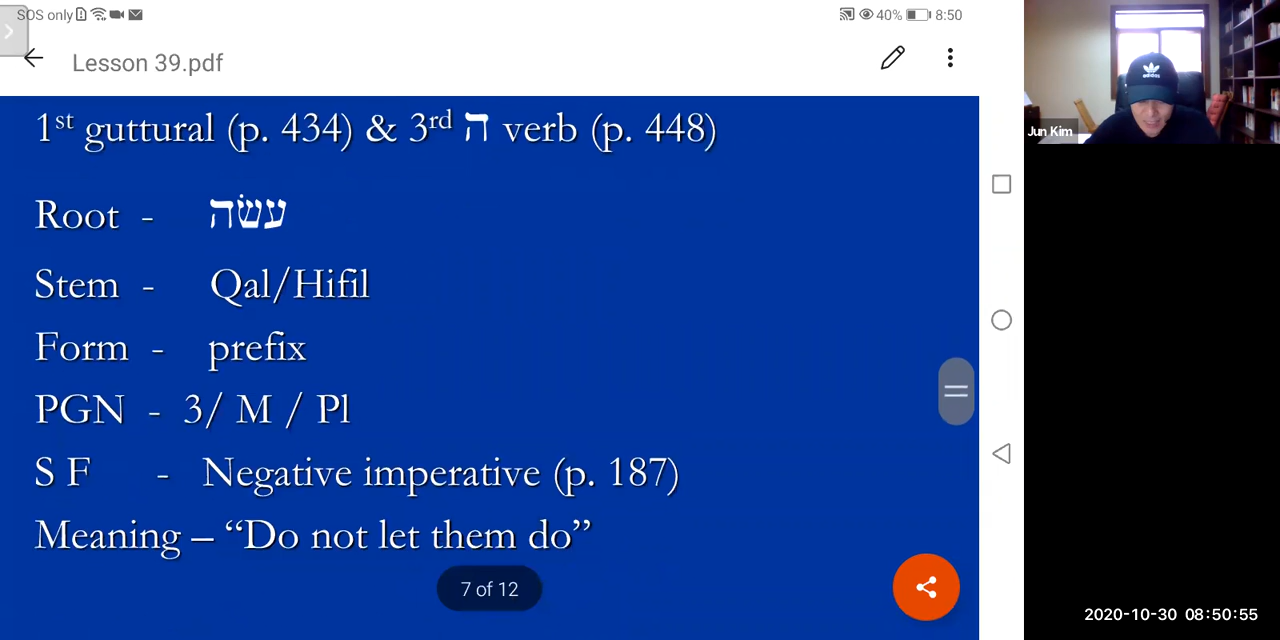 SOS only
40% 8:50
Lesson 39.pdf
1st guttural (p. 434) & 3rd ה verb (p. 448)
Root - עשׂה
Stem - Qal/Hifil
Form - prefix
PGN - 3/ M / Pl
S F - Negative imperative (p. 187)
Meaning – “Do not let them do”
7 of 12
adidas
Jun Kim
2020-10-30 08:50:55